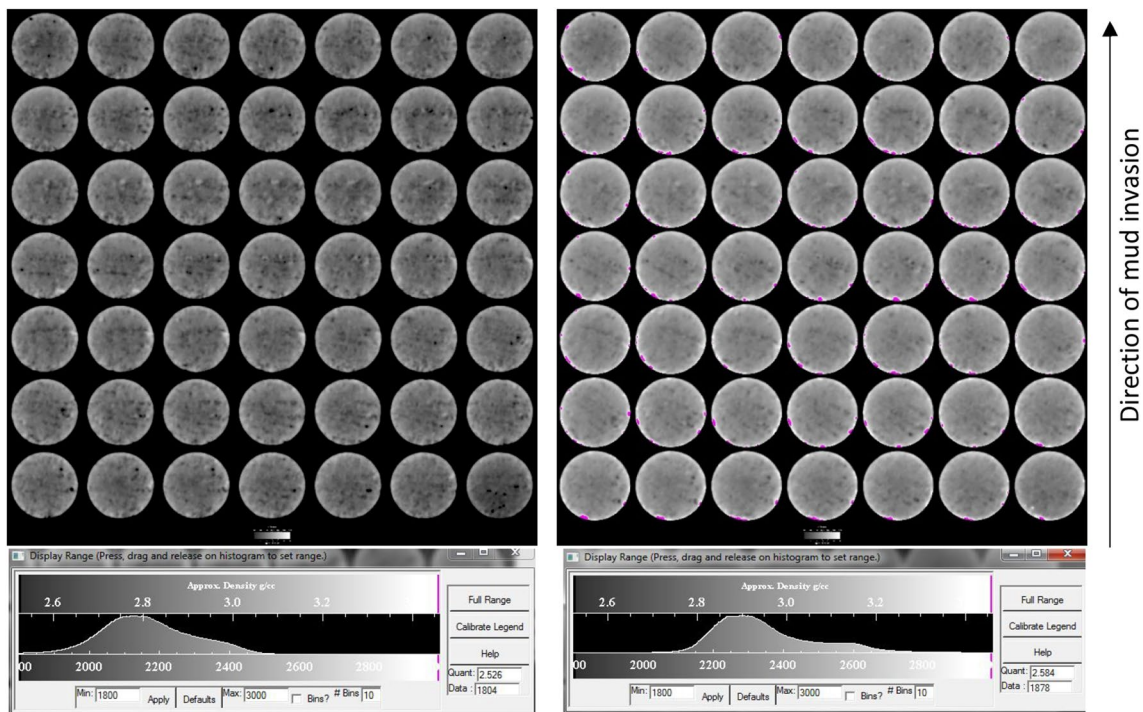 Direction of mud invasion
Display Range (Press, drag and release on histogram to set range.)
Approx. Density g/cc
2.6 2.8 3.0 3.2
00 2000 2200 2400 2600 2800
Full Range
Calibrate Legend
Help
Quant: 2.526
Data : 1804
Min: 1800 Apply Defaults Max: 3000 Bins? # Bins 10
Display Range (Press, drag and release on histogram to set range.)
Approx. Density g/cc
2.6 2.8 3.0 3.2
00 2000 2200 2400 2600 2800
Full Range
Calibrate Legend
Help
Quant: 2.584
Data : 1878
Min: 1800 Apply Defaults Max: 3000 Bins? # Bins 10